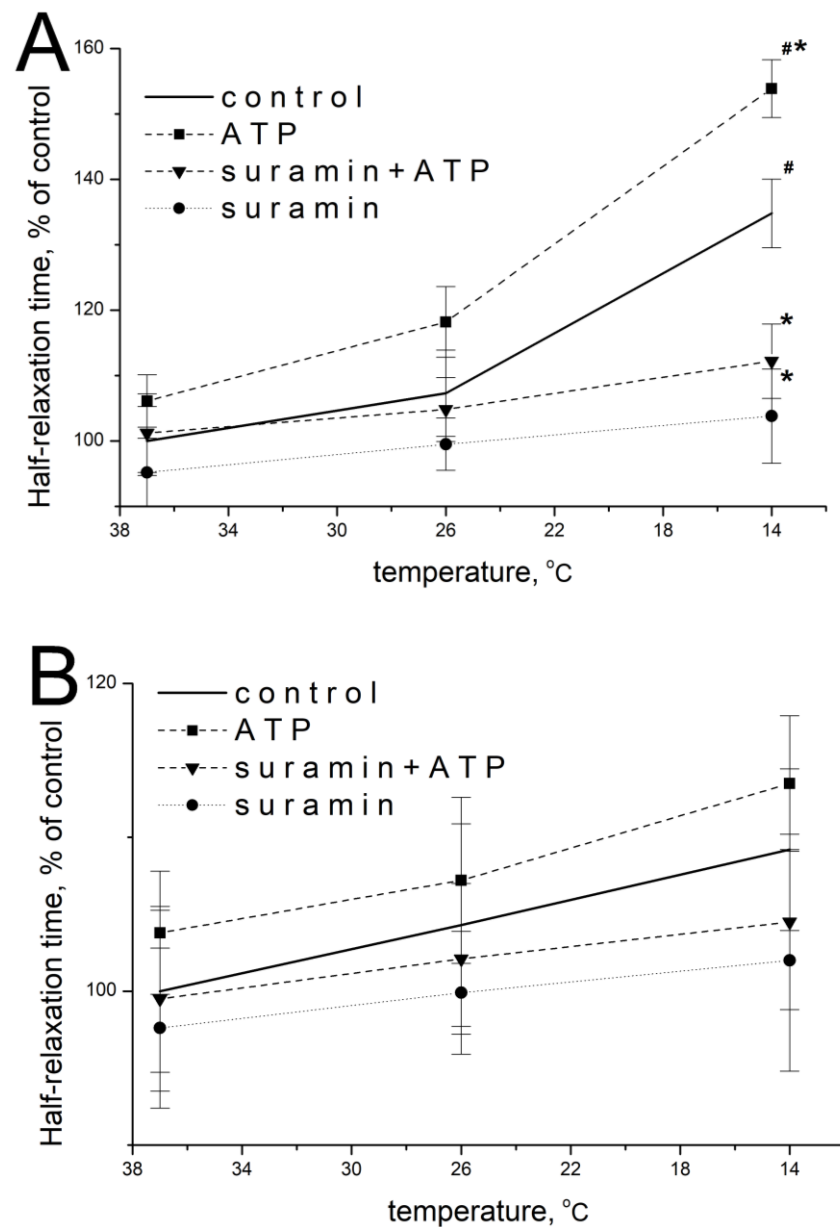 A
Half-relaxation time, % of control
160
140
120
100
control
ATP
suramin+ATP
suramin
#*
#
*
*
38 34 30 26 22 18 14
temperature, °C
B
Half-relaxation time, % of control
120
100
control
ATP
suramin+ATP
suramin
38 34 30 26 22 18 14
temperature, °C